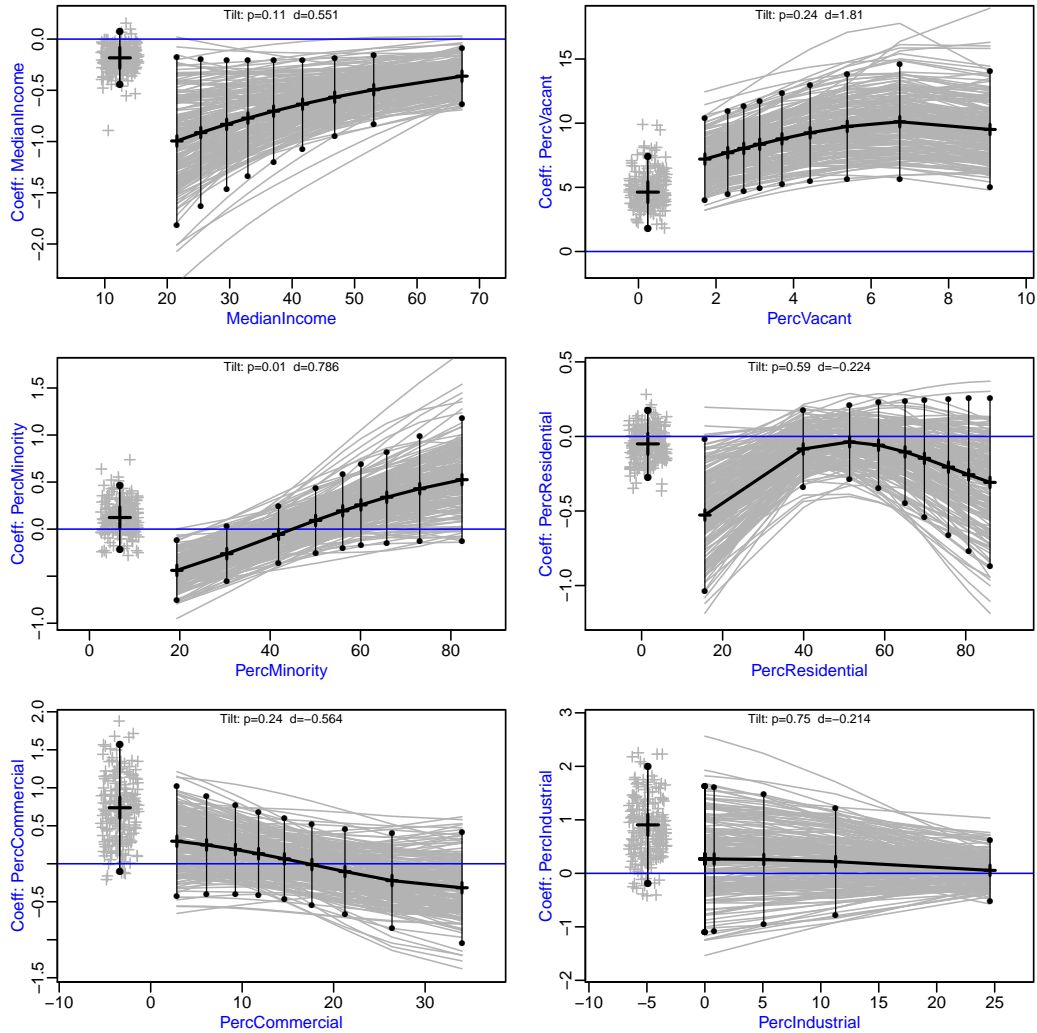 Tilt: p=0.11 d=0.551
Coeff: MedianIncome
0.0
−0.5
−1.0
−1.5
−2.0
10 20 30 40 50 60 70
MedianIncome
Tilt: p=0.24 d=1.81
Coeff: PercVacant
15
10
5
0
0 2 4 6 8 10
PercVacant
Tilt: p=0.01 d=0.786
Coeff: PercMinority
1.5
1.0
0.5
0.0
−1.0
0 20 40 60 80
PercMinority
Tilt: p=0.59 d=−0.224
Coeff: PercResidential
0.5
0.0
−0.5
−1.0
0 20 40 60 80
PercResidential
Tilt: p=0.24 d=−0.564
Coeff: PercCommercial
2.0
1.5
1.0
0.5
−0.5
−1.5
−10 0 10 20 30
PercCommercial
Tilt: p=0.75 d=−0.214
Coeff: PercIndustrial
3
2
1
0
−1
−2
−10 −5 0 5 10 15 20 25
PercIndustrial